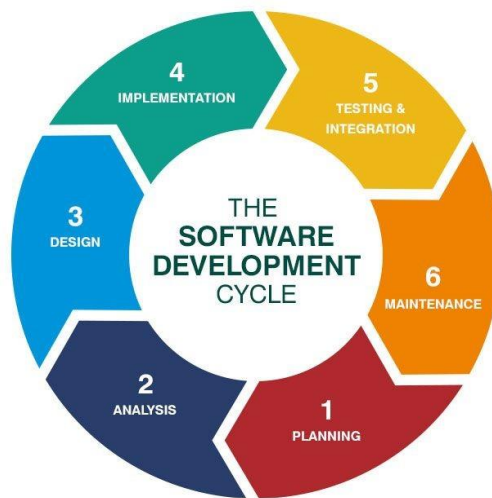 THE
SOFTWARE
DEVELOPMENT
CYCLE
1
PLANNING
2
ANALYSIS
3
DESIGN
4
IMPLEMENTATION
5
TESTING &
INTEGRATION
6
MAINTENANCE